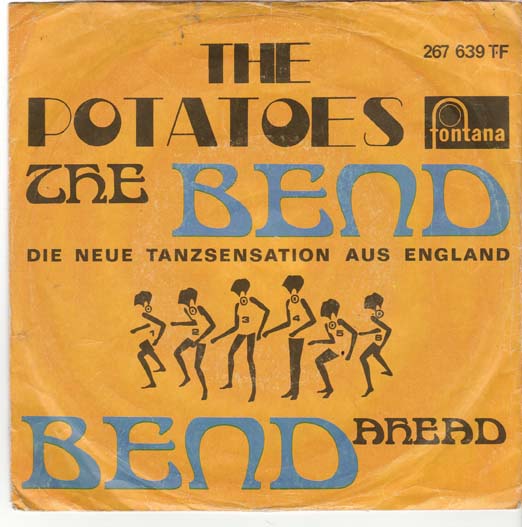 THE
267 639 TF
POTATOES
fontana
THE BEND
DIE NEUE TANZSENSATION AUS ENGLAND
1 2 3 4 5 6
BEND AHEAD